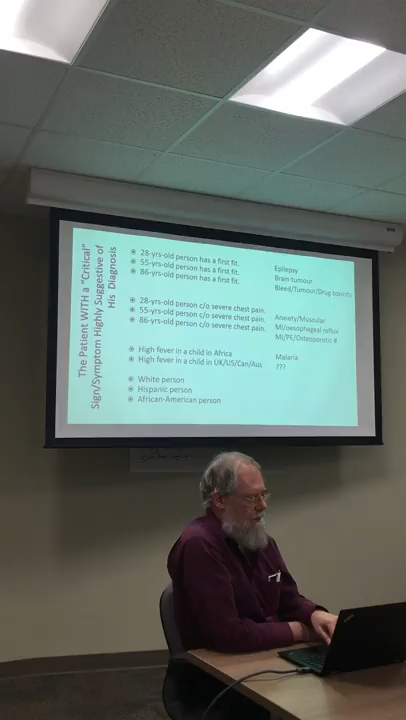 The Patient WITH a "Critical"
Sign/Symptom Highly Suggestive of
His Diagnosis
28-yrs-old person has a first fit.
55-yrs-old person has a first fit.
86-yrs-old person has a first fit.
Epilepsy
Brain tumour
Bleed/Tumour/Drug toxicity
28-yrs-old person c/o severe chest pain.
55-yrs-old person c/o severe chest pain.
86-yrs-old person c/o severe chest pain.
Anxiety/Muscular
MI/oesophageal reflux
MI/PE/Osteoporotic #
High fever in a child in Africa
High fever in a child in UK/US/Can/Aus
Malaria
???
White person
Hispanic person
African-American person